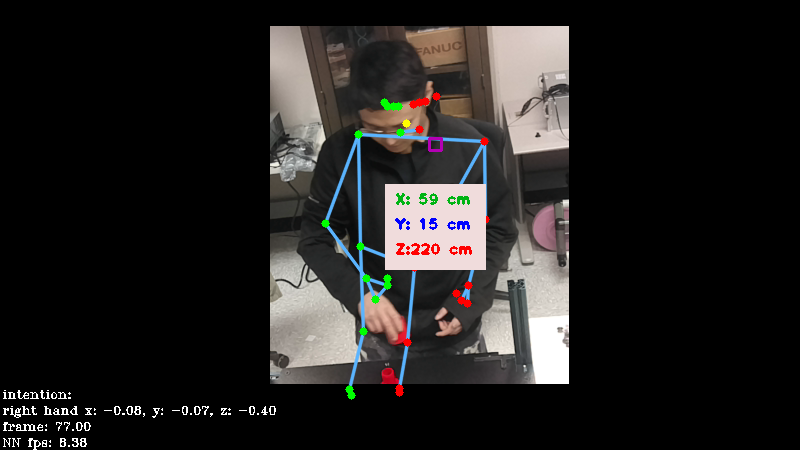 FANUC
X: 59 cm
Y: 15 cm
Z:220 cm
intention:
right hand x: -0.08, y: -0.07, z: -0.40
frame: 77.00
NN fps: 8.38